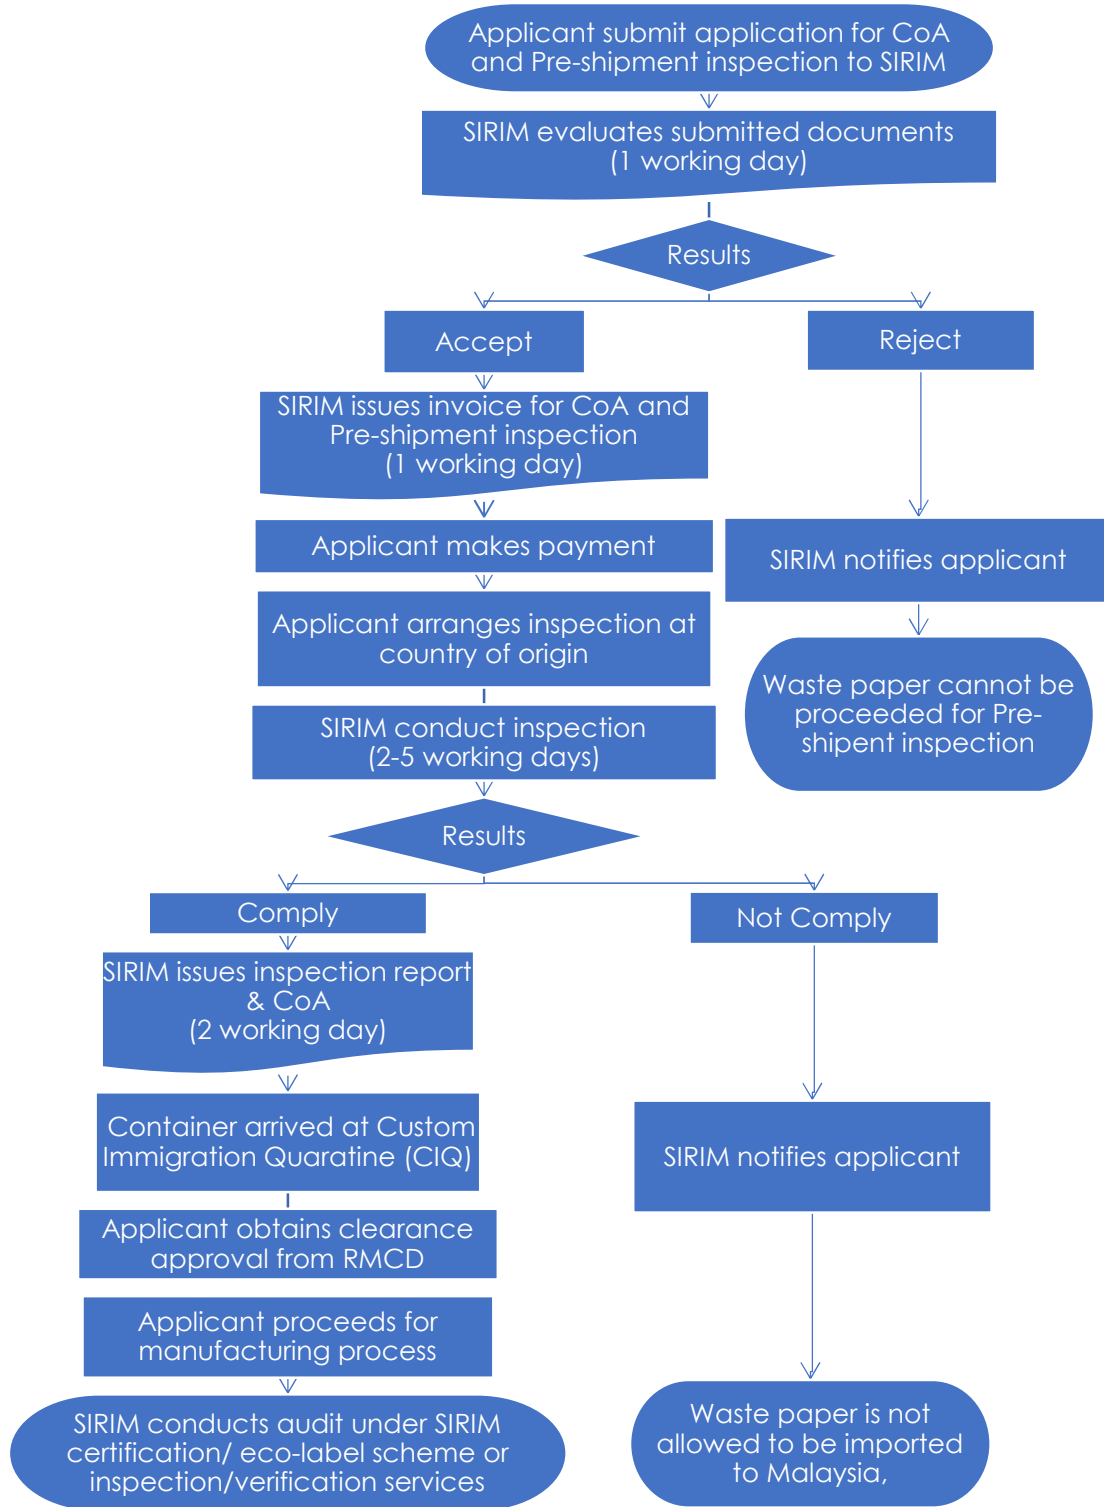 Applicant submit application for CoA
and Pre-shipment inspection to SIRIM
SIRIM evaluates submitted documents
(1 working day)
Results
Accept
Reject
SIRIM issues invoice for CoA and
Pre-shipment inspection
(1 working day)
Applicant makes payment
SIRIM notifies applicant
Applicant arranges inspection at
country of origin
Waste paper cannot be
proceeded for Pre-
shipent inspection
SIRIM conduct inspection
(2-5 working days)
Results
Comply
Not Comply
SIRIM issues inspection report
& CoA
(2 working day)
Container arrived at Custom
Immigration Quaratine (CIQ)
SIRIM notifies applicant
Applicant obtains clearance
approval from RMCD
Applicant proceeds for
manufacturing process
SIRIM conducts audit under SIRIM
certification/ eco-label scheme or
inspection/verification services
Waste paper is not
allowed to be imported
to Malaysia,